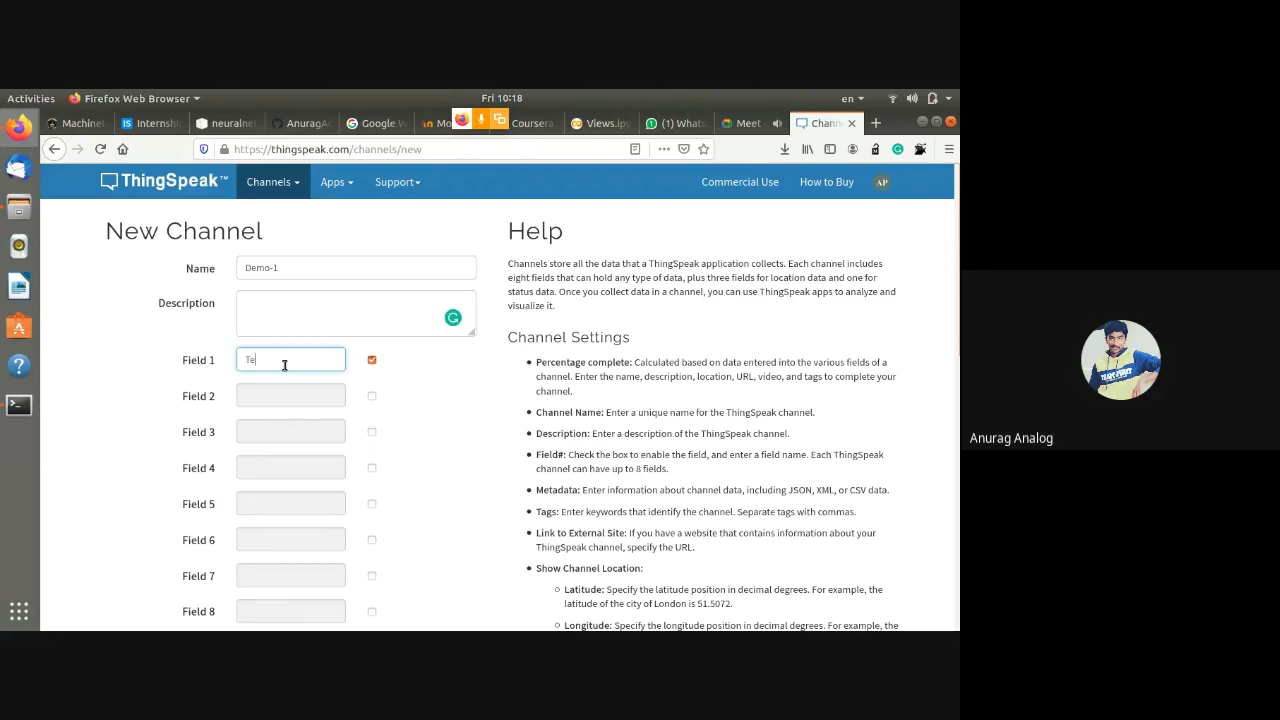 Activities Firefox Web Browser Fri 10:18 en
Machine Internship neuralne AnuragA Google Mo Coursera Views.ipy (1) Whats Meet Chann
https://thingspeak.com/channels/new
ThingSpeak™ Channels Apps Support Commercial Use How to Buy AP
New Channel
Name Demo-1
Description
Field 1 Te
Field 2
Field 3
Field 4
Field 5
Field 6
Field 7
Field 8
Help
Channels store all the data that a ThingSpeak application collects. Each channel includes
eight fields that can hold any type of data, plus three fields for location data and one for
status data. Once you collect data in a channel, you can use ThingSpeak apps to analyze and
visualize it.
Channel Settings
Percentage complete: Calculated based on data entered into the various fields of a
channel. Enter the name, description, location, URL, video, and tags to complete your
channel.
Channel Name: Enter a unique name for the ThingSpeak channel.
Description: Enter a description of the ThingSpeak channel.
Field#: Check the box to enable the field, and enter a field name. Each ThingSpeak
channel can have up to 8 fields.
Metadata: Enter information about channel data, including JSON, XML, or CSV data.
Tags: Enter keywords that identify the channel. Separate tags with commas.
Link to External Site: If you have a website that contains information about your
ThingSpeak channel, specify the URL.
Show Channel Location:
Latitude: Specify the latitude position in decimal degrees. For example, the
latitude of the city of London is 51.5072.
Longitude: Specify the longitude position in decimal degrees. For example, the
Anurag Analog